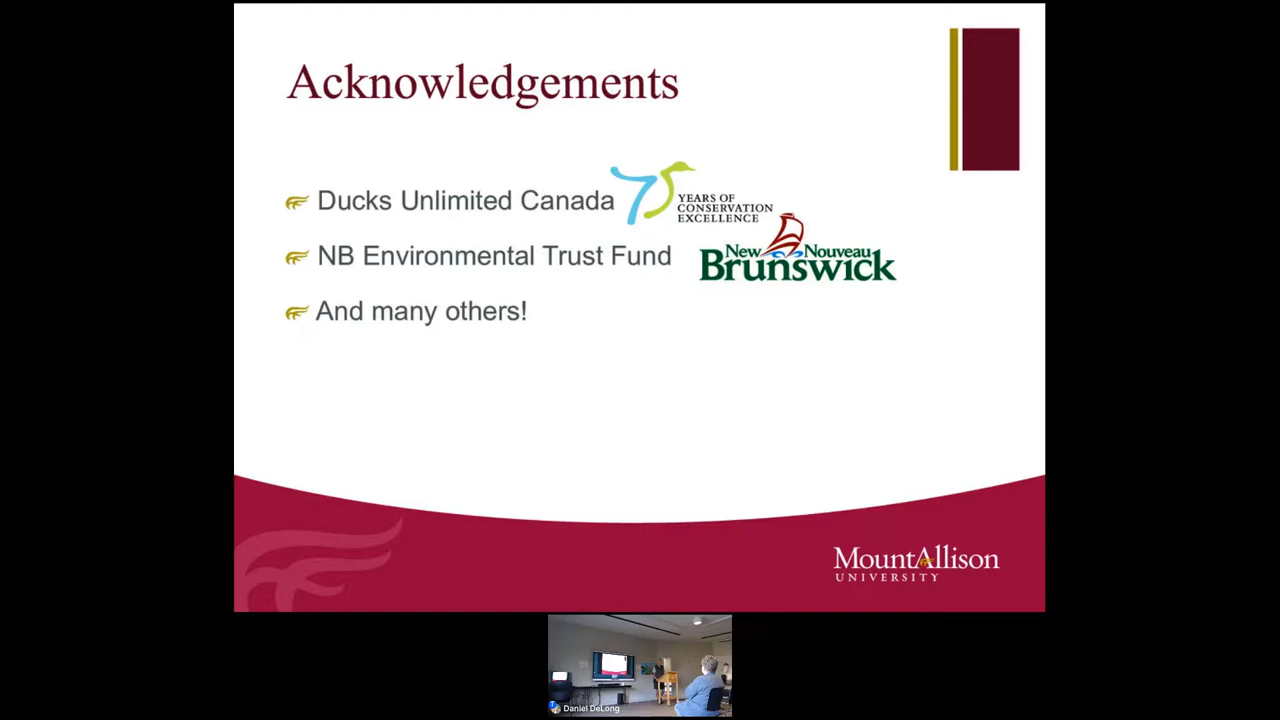 Acknowledgements
Ducks Unlimited Canada
75
YEARS OF
CONSERVATION
EXCELLENCE
NB Environmental Trust Fund
New Nouveau
Brunswick
And many others!
MountAllison
UNIVERSITY
Daniel DeLong